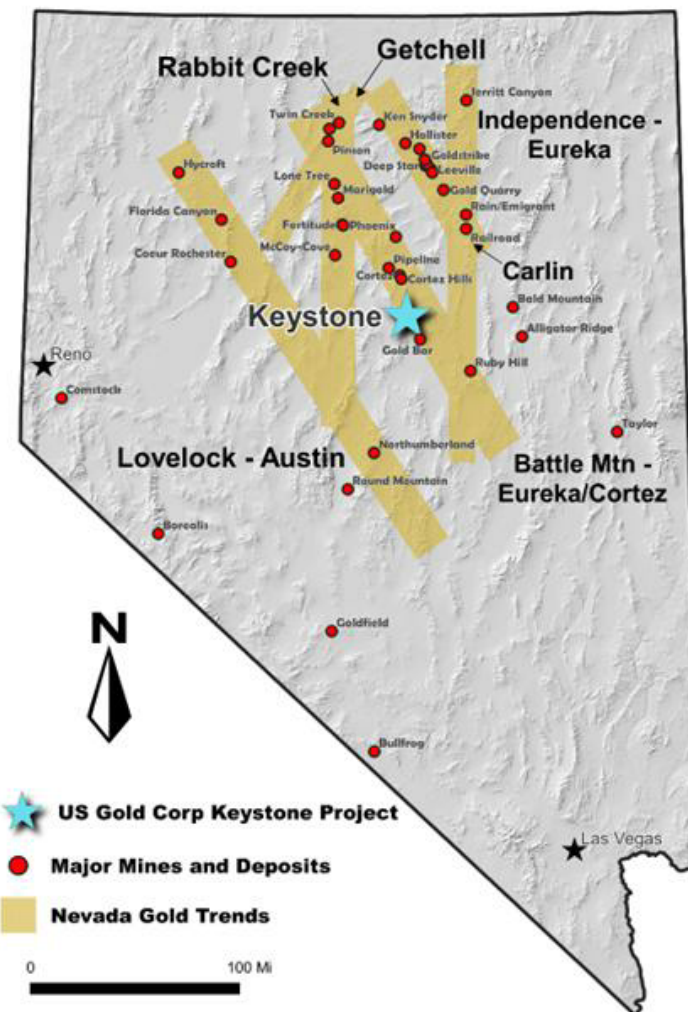 Getchell
Rabbit Creek
Jerritt Canyon
Twin Creek
Ken Snyder
Independence -
Eureka
Hollister
Pinson
Goldstribe
Deep Star
Leeville
Hycroft
Lone Tree
Marigold
Gold Quarry
Florida Canyon
Rain/Emigrant
Fortitude
Phoenix
Railroad
McCoy-Cove
Coeur Rochester
Pipeline
Carlin
Cortez
Cortez Hills
Bald Mountain
Keystone
Alligator Ridge
Gold Bar
Reno
Ruby Hill
Comstock
Taylor
Northumberland
Lovelock - Austin
Battle Mtn -
Eureka/Cortez
Round Mountain
Borealis
N
Goldfield
Bullfrog
US Gold Corp Keystone Project
Las Vegas
Major Mines and Deposits
Nevada Gold Trends
0 100 Mi